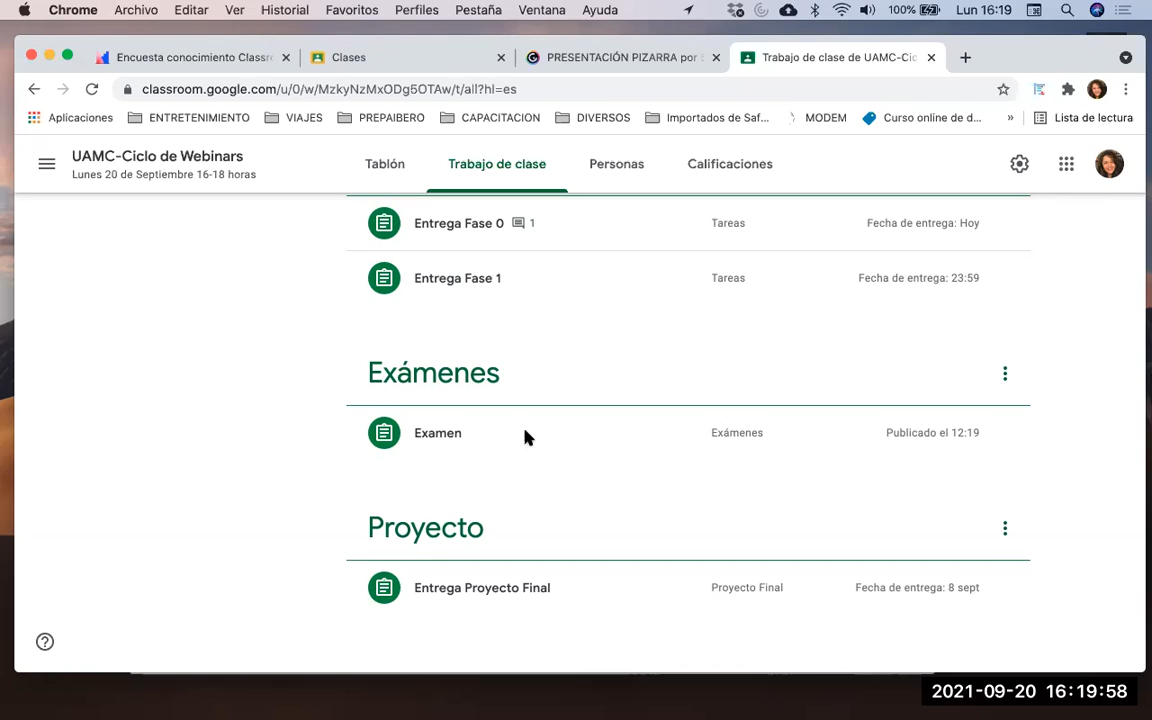 Chrome Archivo Editar Ver Historial Favoritos Perfiles Pestaña Ventana Ayuda 100% Lun 16:19
Encuesta conocimiento Classro Clases PRESENTACIÓN PIZARRA por Trabajo de clase de UAMC-Cic
classroom.google.com/u/0/w/MzkyNzMxODg5OTAw/t/all?hl=es
Aplicaciones ENTRETENIMIENTO VIAJES PREPAIBERO CAPACITACION DIVERSOS Importados de Saf... MODEM Curso online de d... » Lista de lectura
UAMC-Ciclo de Webinars
Lunes 20 de Septiembre 16-18 horas
Tablón Trabajo de clase Personas Calificaciones
Entrega Fase 0 1 Tareas Fecha de entrega: Hoy
Entrega Fase 1 Tareas Fecha de entrega: 23:59
Exámenes
Examen Exámenes Publicado el 12:19
Proyecto
Entrega Proyecto Final Proyecto Final Fecha de entrega: 8 sept
2021-09-20 16:19:58